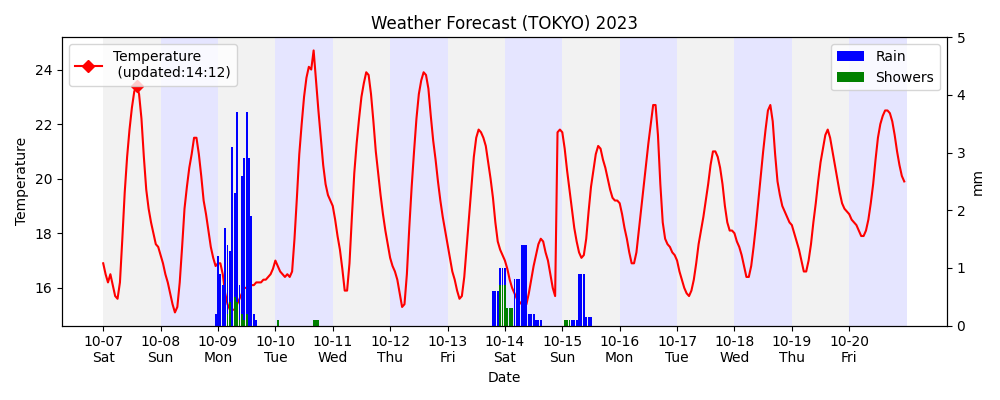 Weather Forecast (TOKYO) 2023
Temperature
(updated:14:12)
Rain
Showers
Temperature
24
22
20
18
16
5
4
3
2
1
0
mm
10-07 10-08 10-09 10-10 10-11 10-12 10-13 10-14 10-15 10-16 10-17 10-18 10-19 10-20
Sat Sun Mon Tue Wed Thu Fri Sat Sun Mon Tue Wed Thu Fri
Date